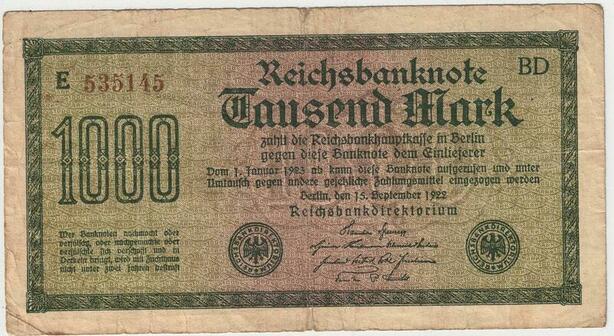 Reichsbanknote
BD
E 535145
Tausend Mark
1000
zahlt die Reichsbankhauptkasse in Berlin
gegen diese Banknote dem Einlieferer
Vom 1. Januar 1923 ab kann diese Banknote aufgerufen und unter
Umtausch gegen andere gesetzliche Zahlungsmittel eingezogen werden
Berlin, den 15. September 1922
Reichsbankdirektorium
Wer Banknoten nachmacht oder
verfälscht, oder nachgemachte oder
verfälschte sich verschafft und in
Verkehr bringt, wird mit Zuchthaus
nicht unter zwei Jahren bestraft